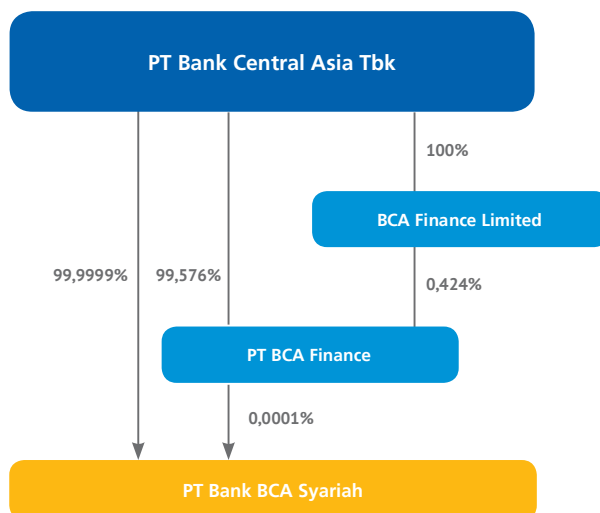 PT Bank Central Asia Tbk
100%
BCA Finance Limited
99,9999%
99,576%
0,424%
PT BCA Finance
0,0001%
PT Bank BCA Syariah